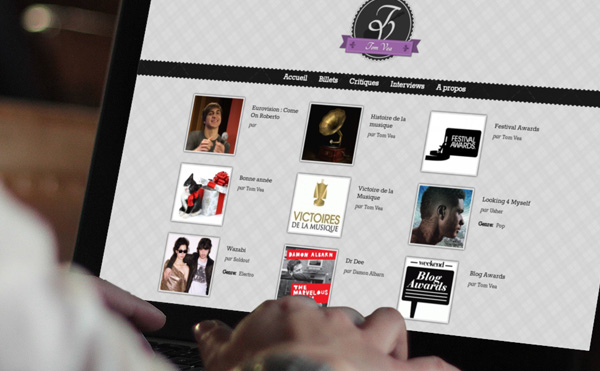 Tom Vea
Accueil Billets Critiques Interviews A propos
Eurovision : Come
On Roberto
par
Histoire de la
musique
par Tom Vea
FESTIVAL
AWARDS
Festival Awards
par Tom Vea
Bonne année
par Tom Vea
VICTOIRES
DE LA MUSIQUE
Victoire de la
Musique
par Tom Vea
Looking 4 Myself
par Usher
Genre: Pop
Wazabi
Genre: Electro
DAMON ALBARN
THE
MARVELOUS
Dr Dee
par Damon Albarn
weekend
Blog
Awards
Blog Awards
par Tom Vea